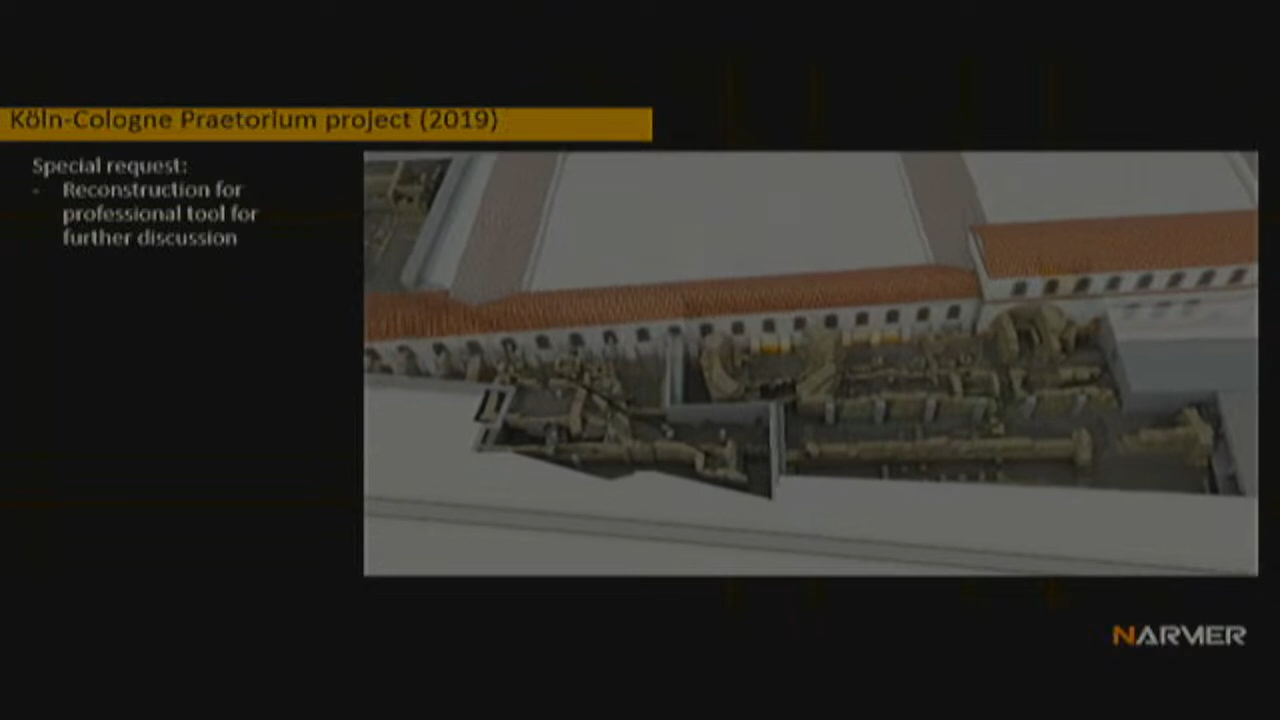 Köln-Cologne Praetorium project (2019)
Special request:
- Reconstruction for
professional tool for
further discussion
NARMER